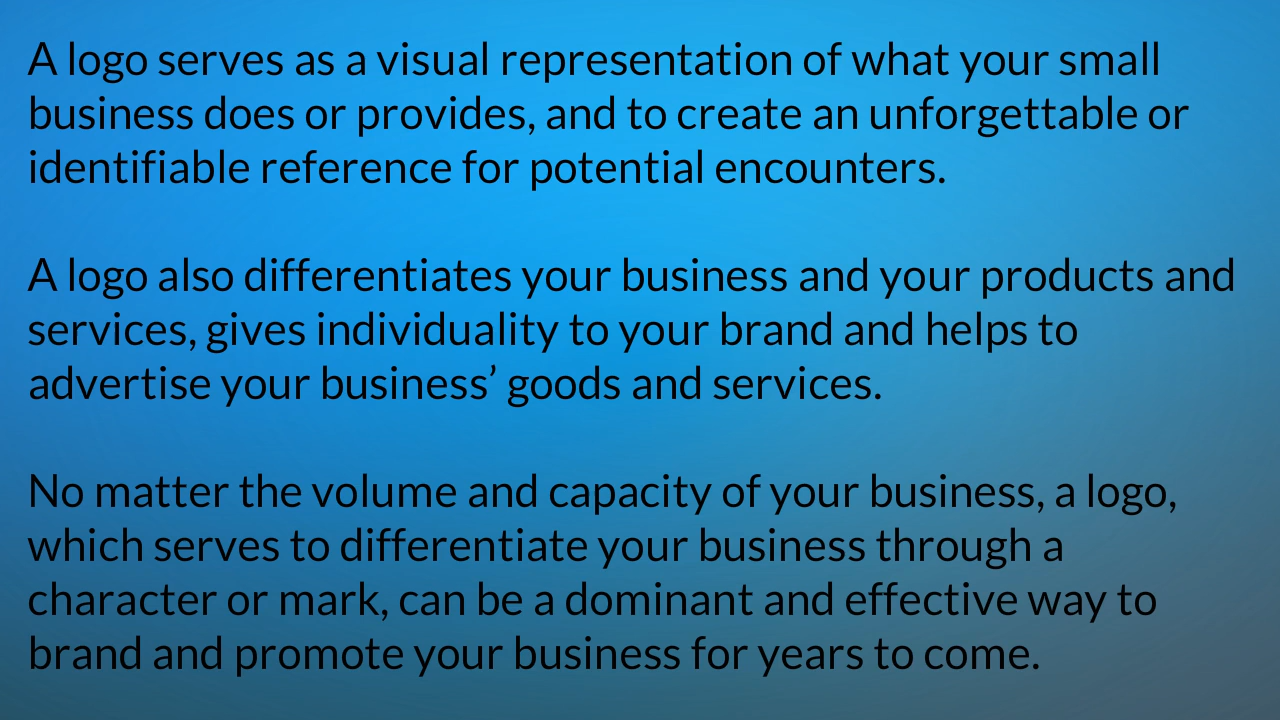 A logo serves as a visual representation of what your small
business does or provides, and to create an unforgettable or
identifiable reference for potential encounters.
A logo also differentiates your business and your products and
services, gives individuality to your brand and helps to
advertise your business’ goods and services.
No matter the volume and capacity of your business, a logo,
which serves to differentiate your business through a
character or mark, can be a dominant and effective way to
brand and promote your business for years to come.